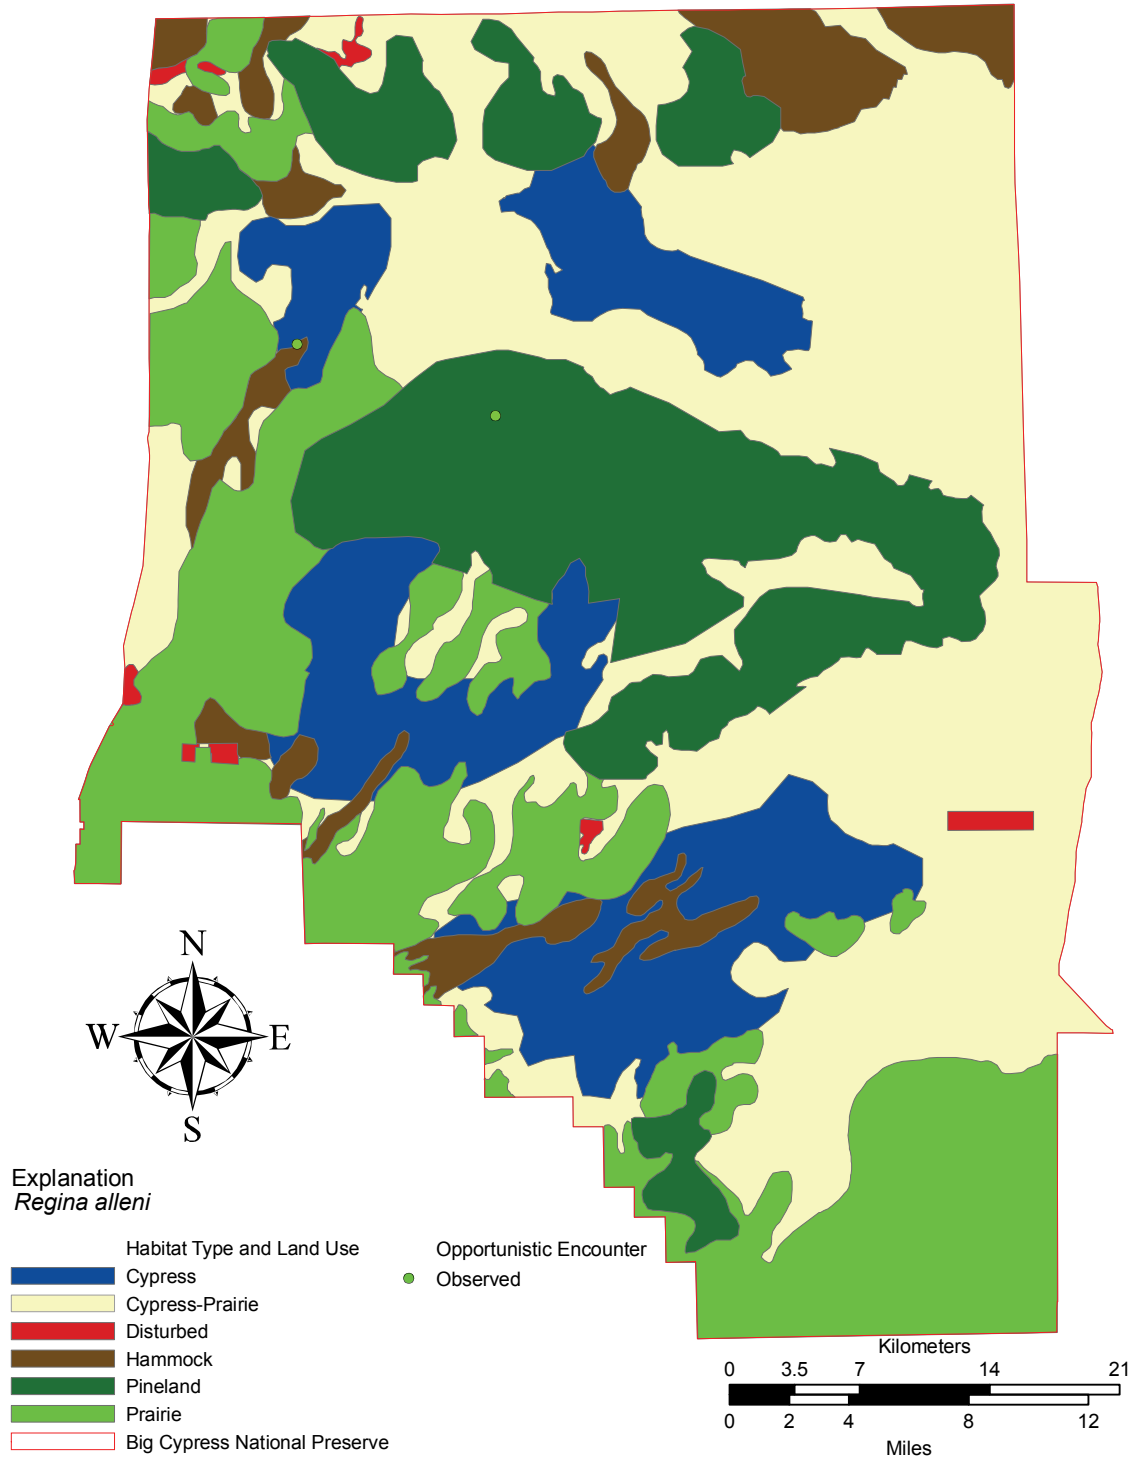 N
W E
S
Explanation
Regina alleni
Habitat Type and Land Use
Cypress
Cypress-Prairie
Disturbed
Hammock
Pineland
Prairie
Big Cypress National Preserve
Opportunistic Encounter
Observed
Kilometers
0 3.5 7 14 21
0 2 4 8 12
Miles